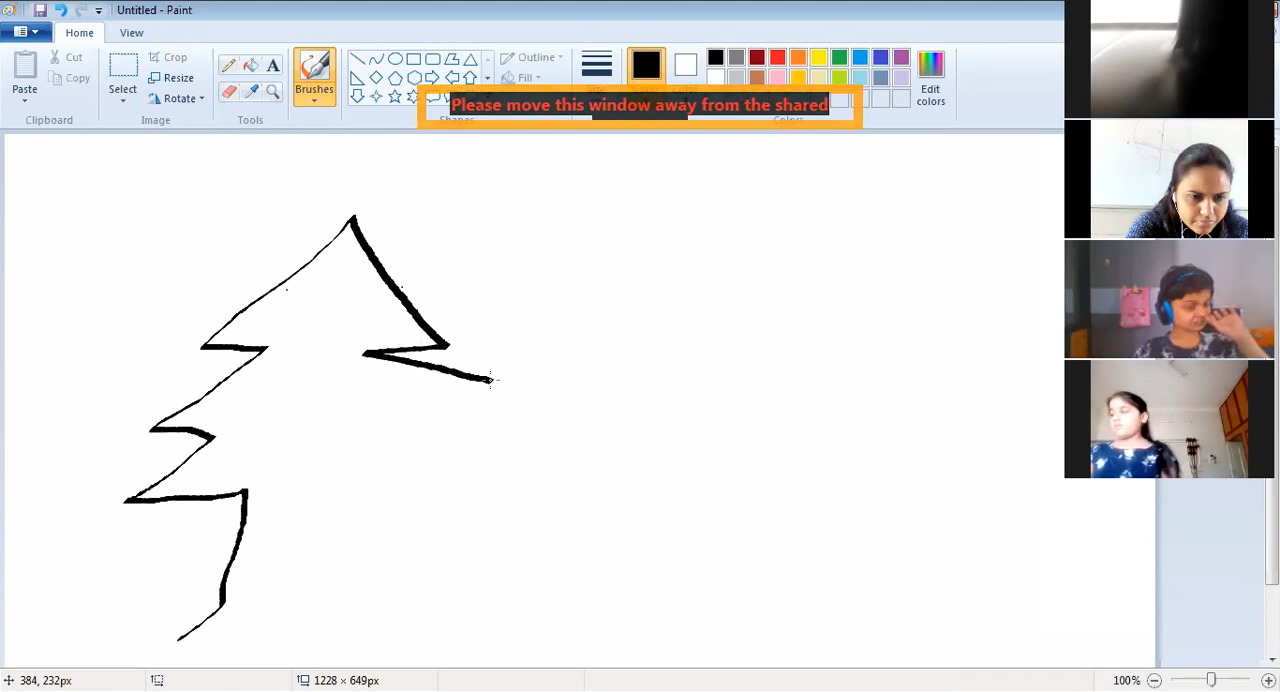 Untitled - Paint
Home
View
Paste
Cut
Copy
Clipboard
Select
Crop
Resize
Rotate
Image
A
Tools
Brushes
Outline
Fill
Edit
colors
Please move this window away from the shared
384, 232px
1228 × 649px
100%